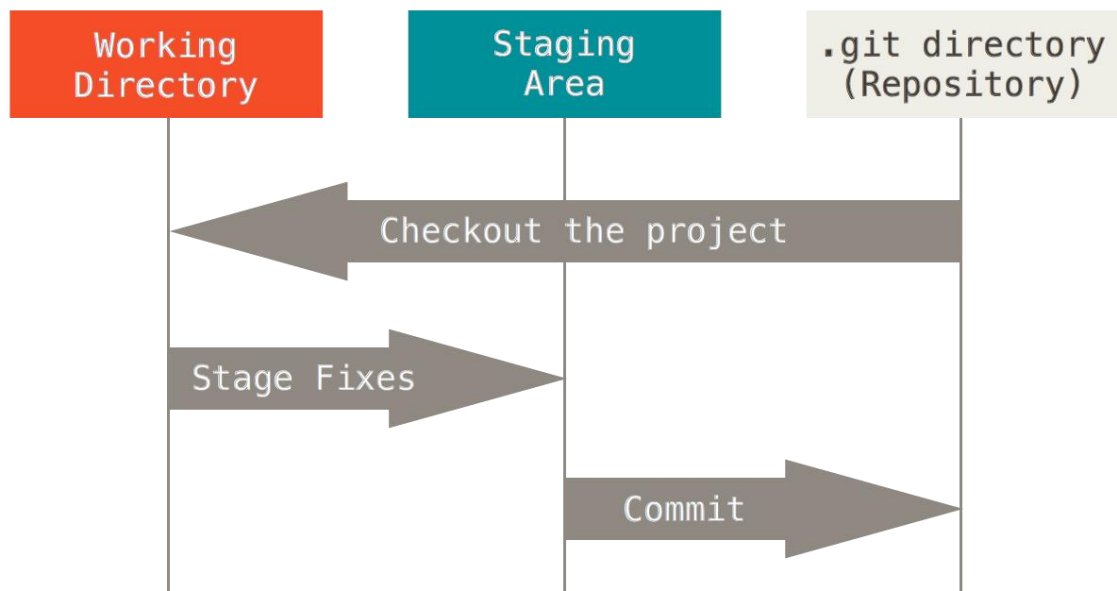 Working
Directory
Staging
Area
.git directory
(Repository)
Checkout the project
Stage Fixes
Commit